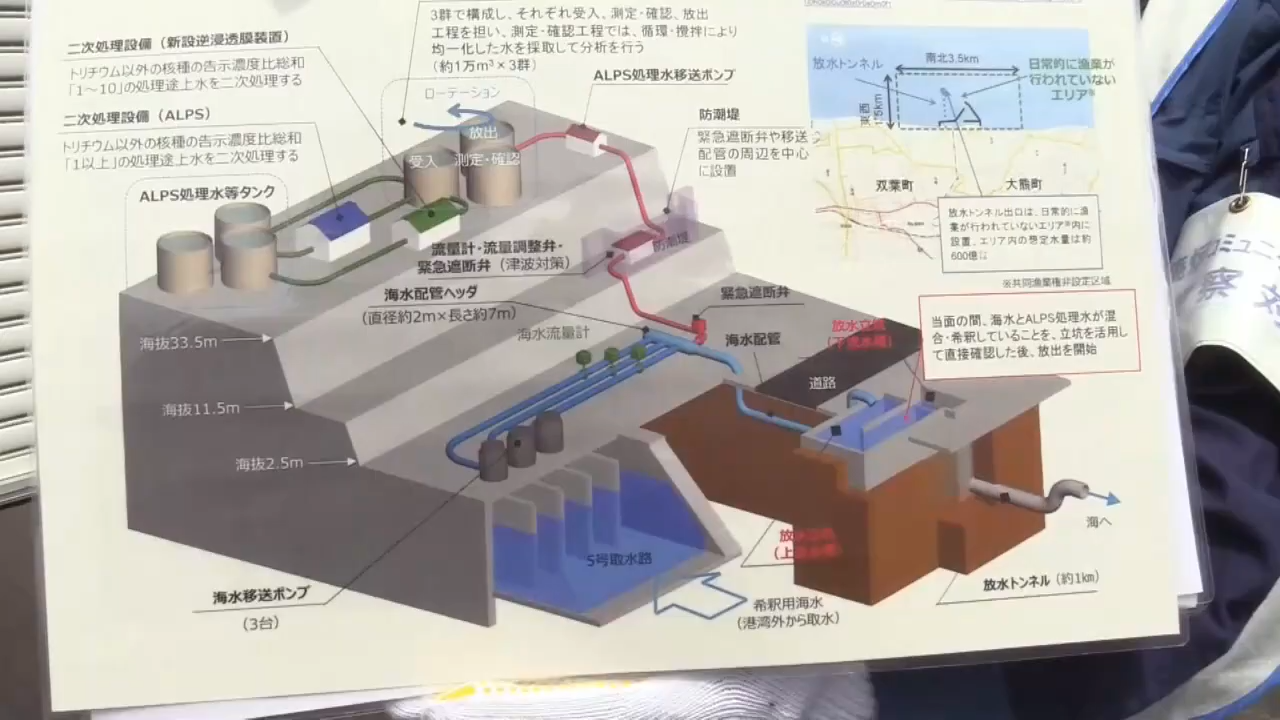 3群で構成し、それぞれ受入、測定・確認、放出
工程を担い、測定・確認工程では、循環・攪拌により
均一化した水を採取して分析を行う
（約1万m³×3群）
二次処理設備（新設逆浸透膜装置）
トリチウム以外の核種の告示濃度比総和
「1～10」の処理途上水を二次処理する
二次処理設備（ALPS）
トリチウム以外の核種の告示濃度比総和
「1以上」の処理途上水を二次処理する
ALPS処理水等タンク
ローテーション
放出
受入
測定・確認
ALPS処理水移送ポンプ
防潮堤
緊急遮断弁や移送
配管の周辺を中心
に設置
防潮堤
流量計・流量調整弁・
緊急遮断弁（津波対策）
海水配管ヘッダ
（直径約2m×長さ約7m）
海水流量計
緊急遮断弁
海水配管
道路
海抜33.5m
海抜11.5m
海抜2.5m
海水移送ポンプ
（3台）
5号取水路
希釈用海水
（港湾外から取水）
放水トンネル（約1km）
海へ
当面の間、海水とALPS処理水が混
合・希釈していることを、立坑を活用し
て直接確認した後、放出を開始
放水トンネル
南北3.5km
日常的に漁業が
行われていない
エリア※
双葉町
大熊町
放水トンネル出口は、日常的に漁
業が行われていないエリア※内に
設置。エリア内の想定水量は約
600億ℓ
※共同漁業権非設定区域